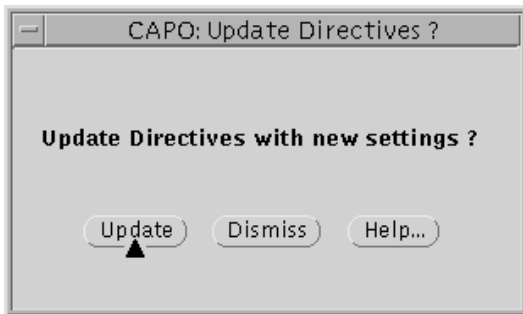 CAPO: Update Directives ?
Update Directives with new settings ?
Update Dismiss Help...